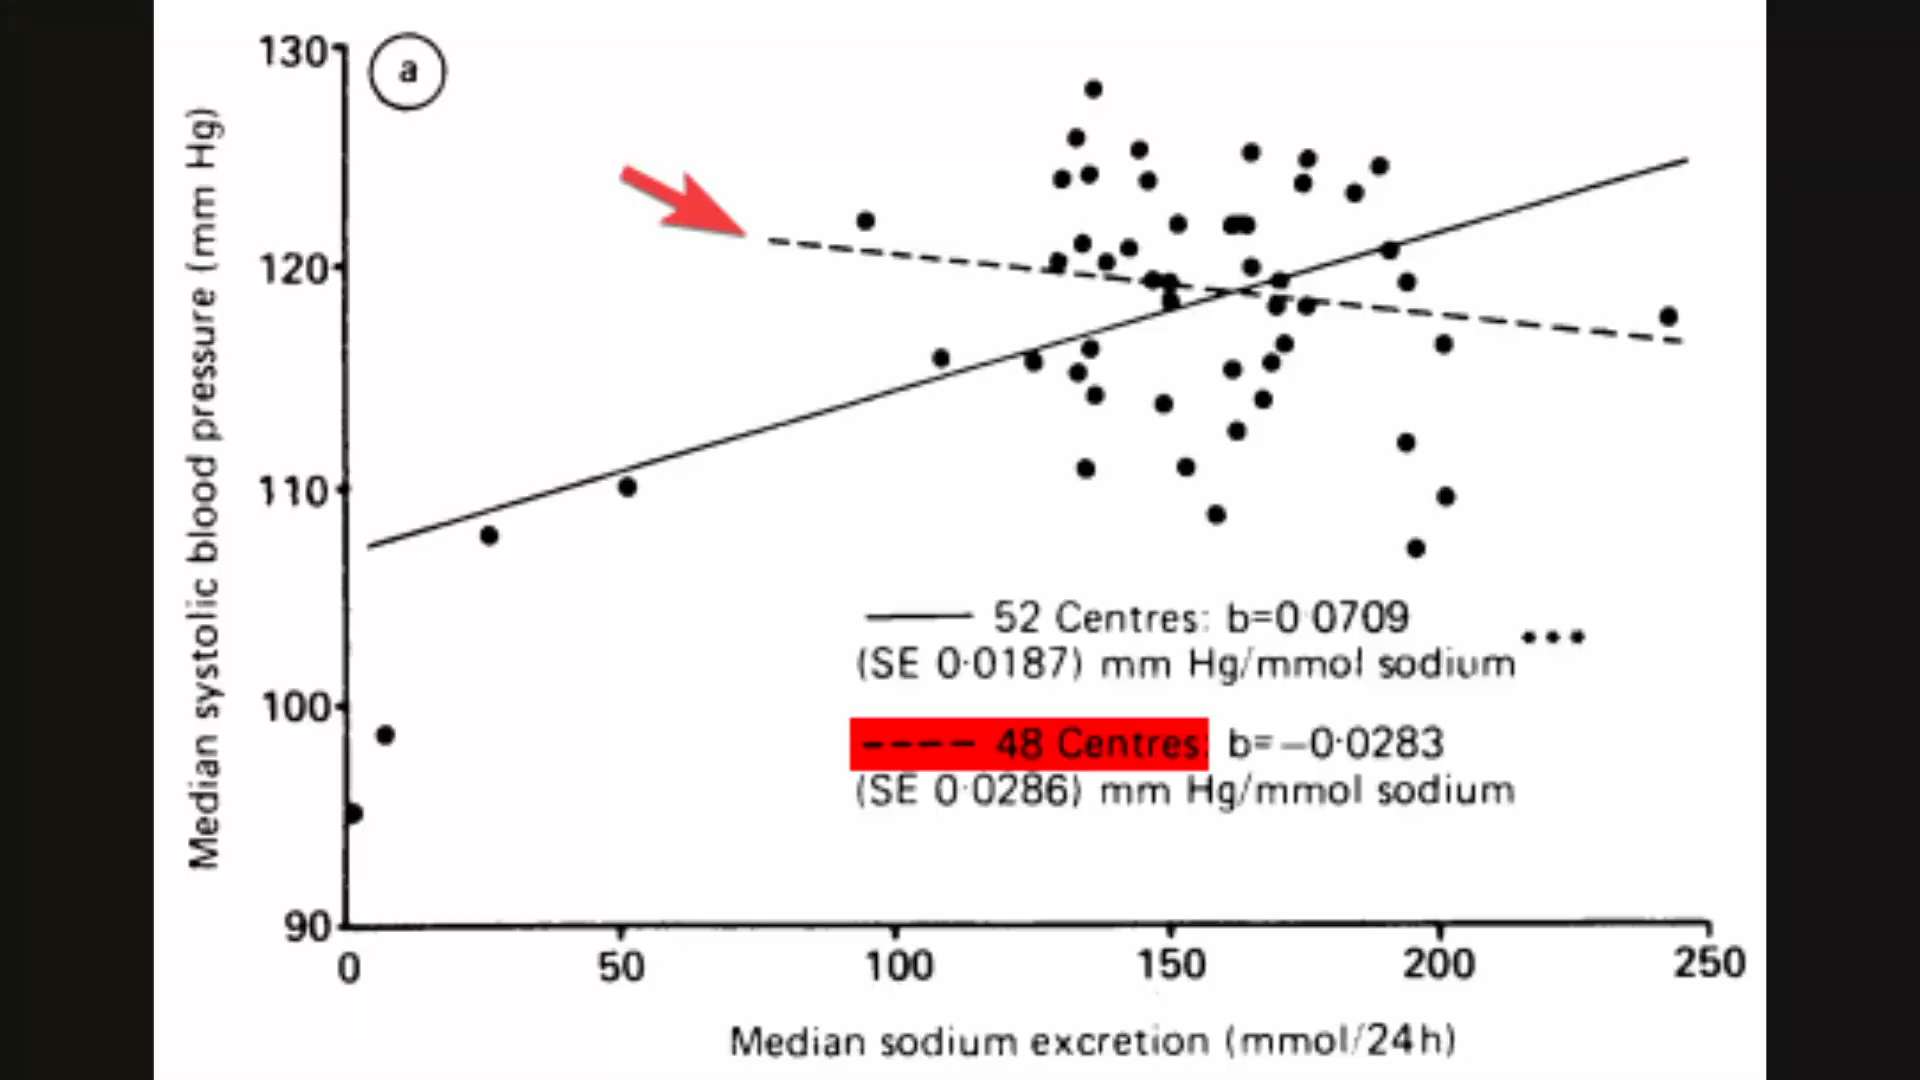 a
130
120
110
100
90
Median systolic blood pressure (mm Hg)
52 Centres: b=0·0709
(SE 0·0187) mm Hg/mmol sodium
48 Centres: b=−0·0283
(SE 0·0286) mm Hg/mmol sodium
0 50 100 150 200 250
Median sodium excretion (mmol/24h)